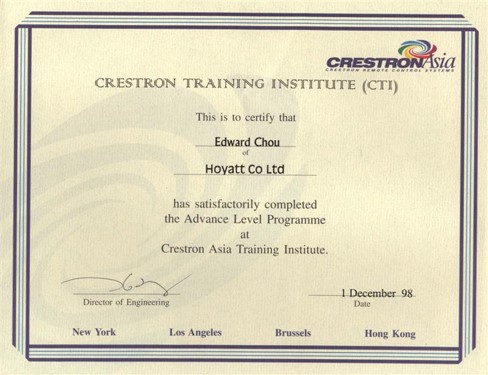 CRESTRON Asia
CRESTRON REMOTE CONTROL SYSTEMS
CRESTRON TRAINING INSTITUTE (CTI)
This is to certify that
Edward Chou
of
Hoyatt Co Ltd
has satisfactorily completed
the Advance Level Programme
at
Crestron Asia Training Institute.
1 December 98
Director of Engineering
Date
New York Los Angeles Brussels Hong Kong